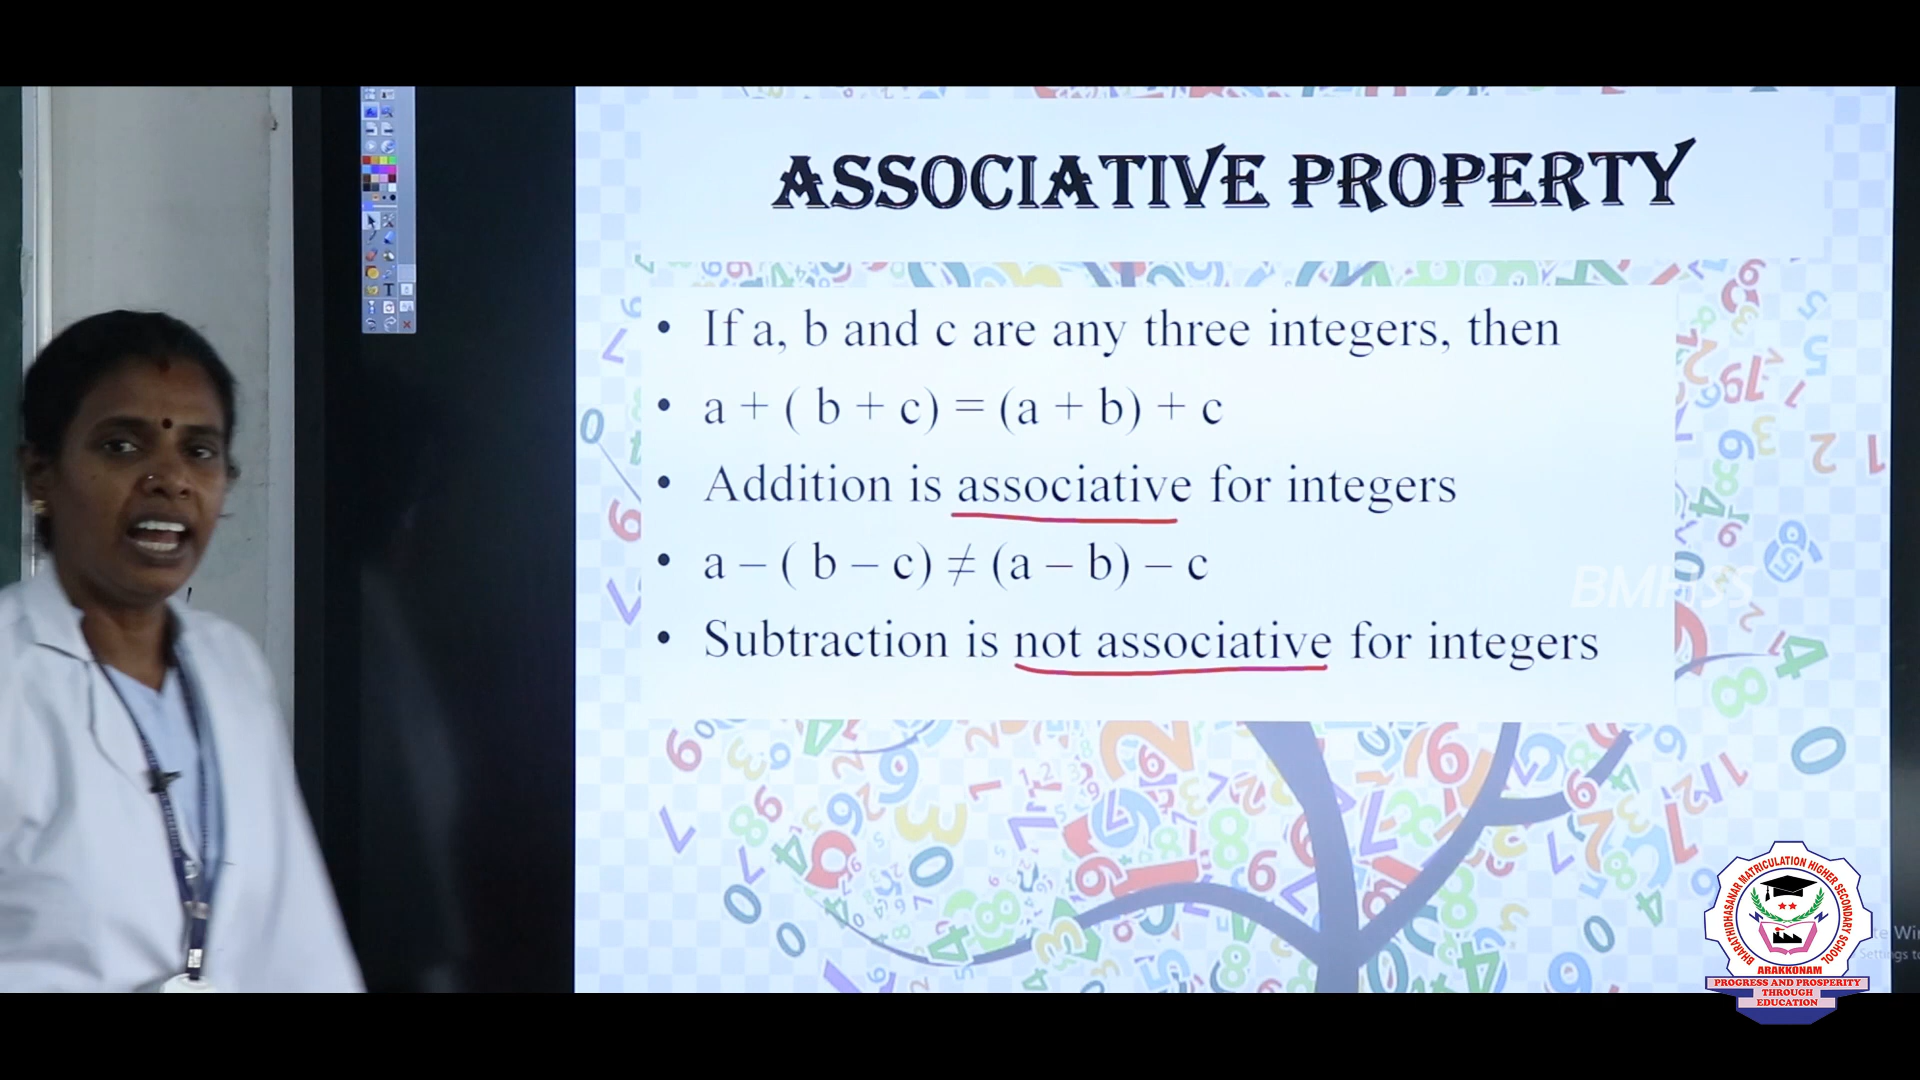 ASSOCIATIVE PROPERTY
• If a, b and c are any three integers, then
• a + ( b + c) = (a + b) + c
• Addition is associative for integers
• a – ( b – c) ≠ (a – b) – c
• Subtraction is not associative for integers
BMHSS
BHARATHIDHASANAR MATRICULATION HIGHER SECONDARY SCHOOL
ARAKKONAM
PROGRESS AND PROSPERITY
THROUGH
EDUCATION